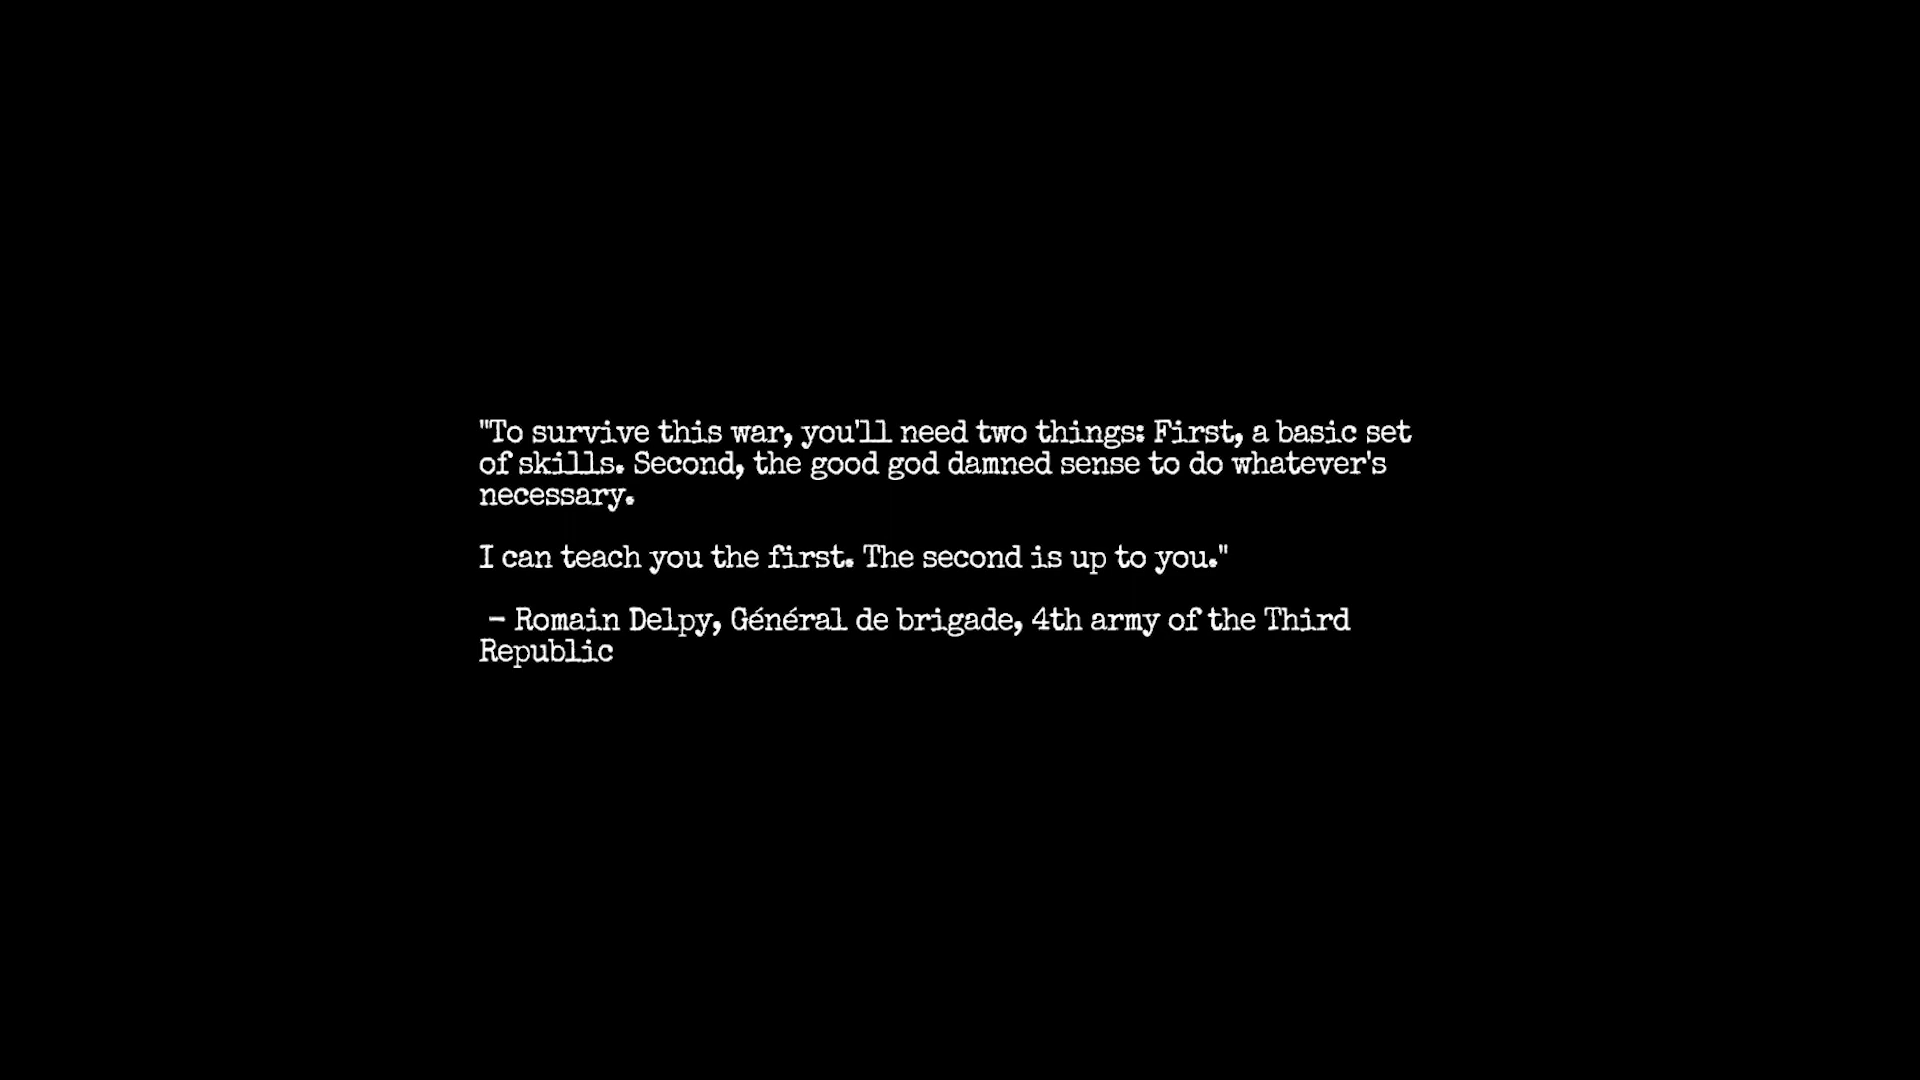 "To survive this war, you'll need two things: First, a basic set
of skills. Second, the good god damned sense to do whatever's
necessary.
I can teach you the first. The second is up to you."
- Romain Delpy, Général de brigade, 4th army of the Third
Republic